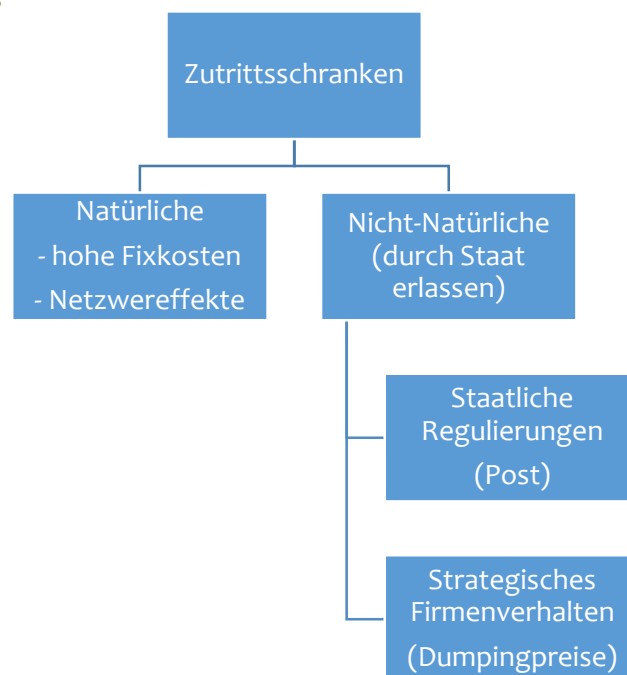 Zutrittsschranken
Natürliche
- hohe Fixkosten
- Netzwereffekte
Nicht-Natürliche
(durch Staat
erlassen)
Staatliche
Regulierungen
(Post)
Strategisches
Firmenverhalten
(Dumpingpreise)